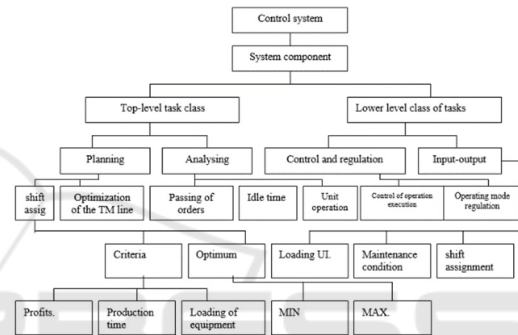 Control system
System component
Top-level task class
Lower level class of tasks
Planning
Analysing
Control and regulation
Input-output
shift
assig
Optimization
of the TM line
Passing of
orders
Idle time
Unit
operation
Control of operation
execution
Operating mode
regulation
Criteria
Optimum
Loading UI.
Maintenance
condition
shift
assignment
Profits.
Production
time
Loading of
equipment
MIN
MAX.